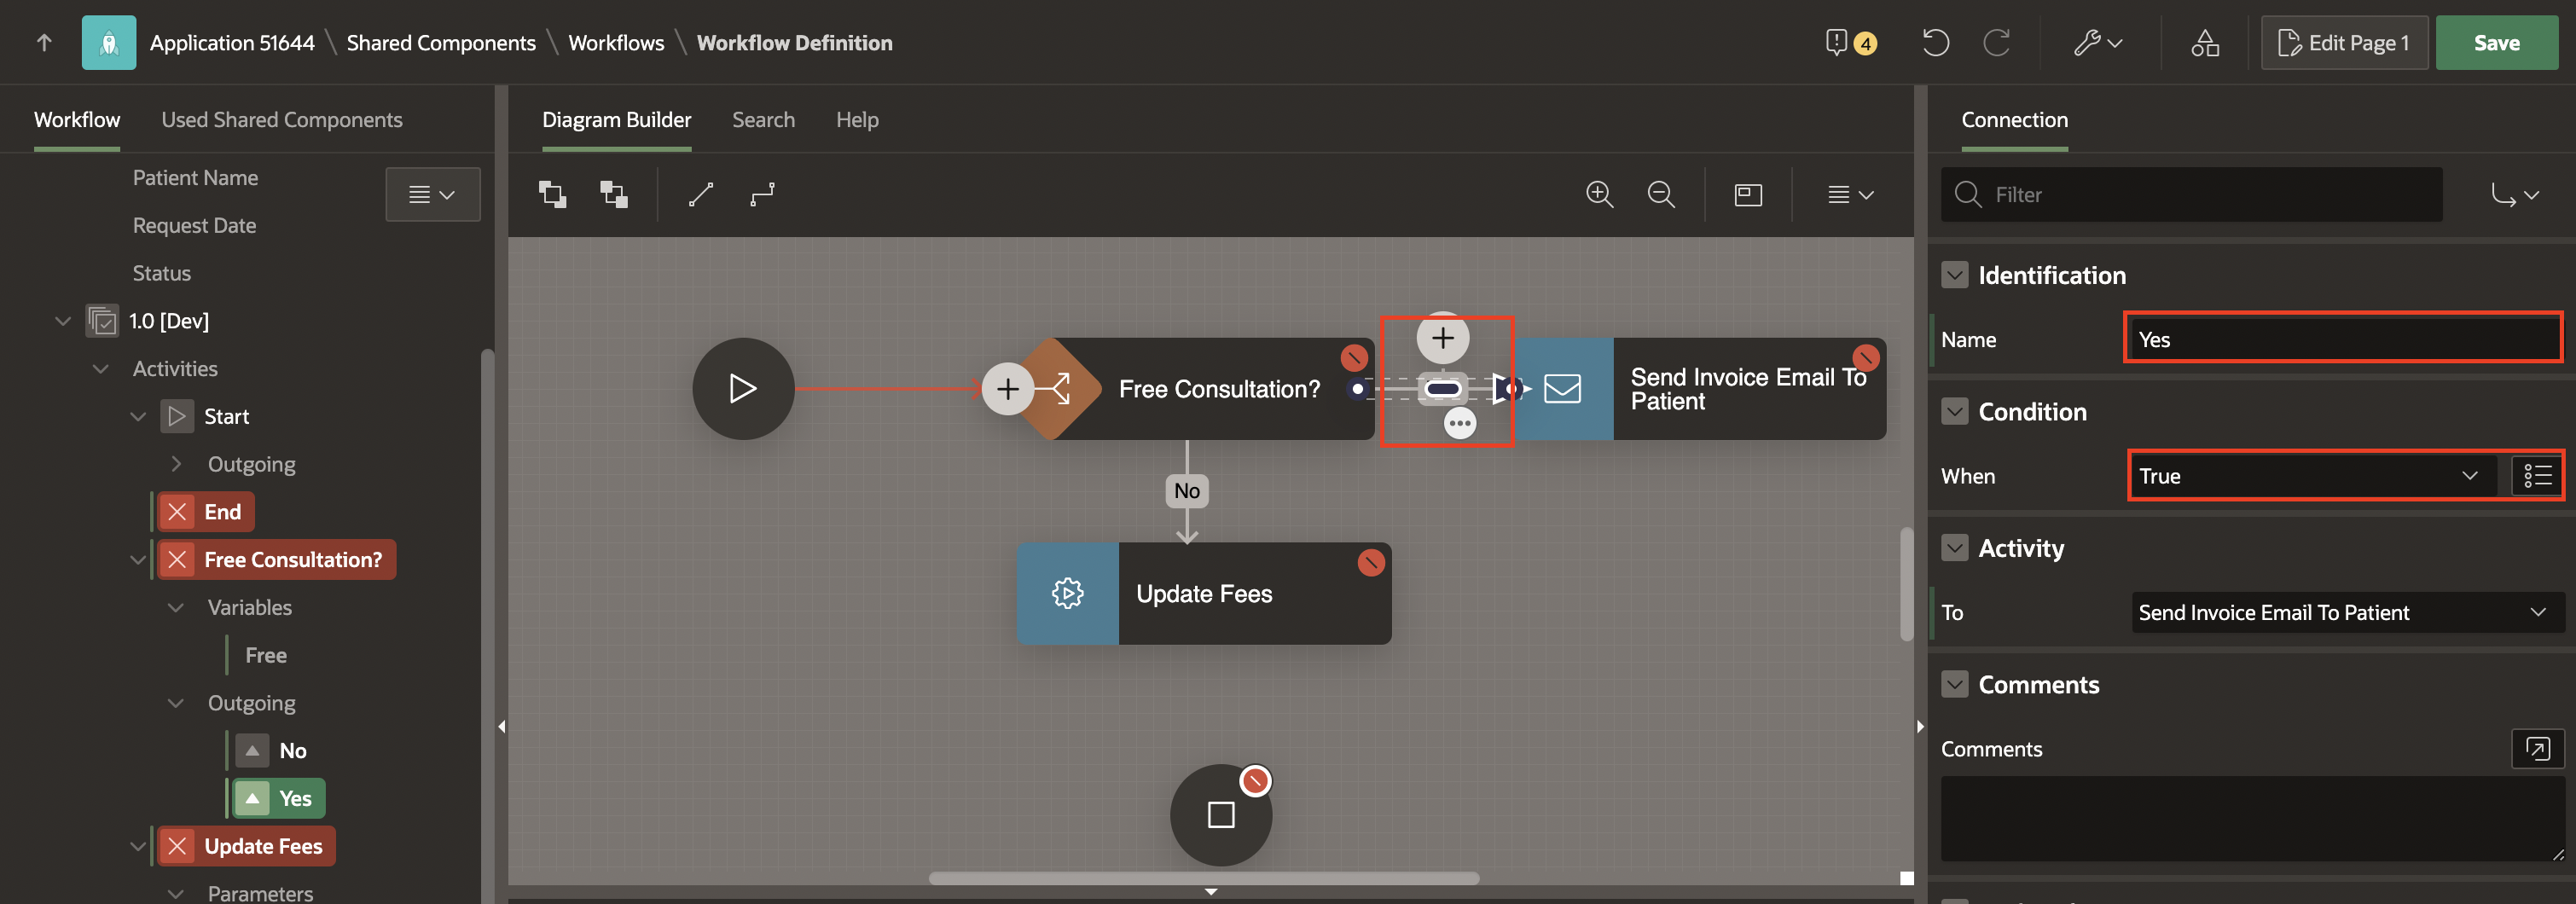 Application 51644 \ Shared Components \ Workflows \ Workflow Definition
4
Edit Page 1
Save
Workflow
Used Shared Components
Patient Name
Request Date
Status
1.0 [Dev]
Activities
Start
Outgoing
End
Free Consultation?
Variables
Free
Outgoing
No
Yes
Update Fees
Parameters
Diagram Builder
Search
Help
Free Consultation?
Send Invoice Email To
Patient
No
Update Fees
Connection
Filter
Identification
Name
Yes
Condition
When
True
Activity
To
Send Invoice Email To Patient
Comments
Comments